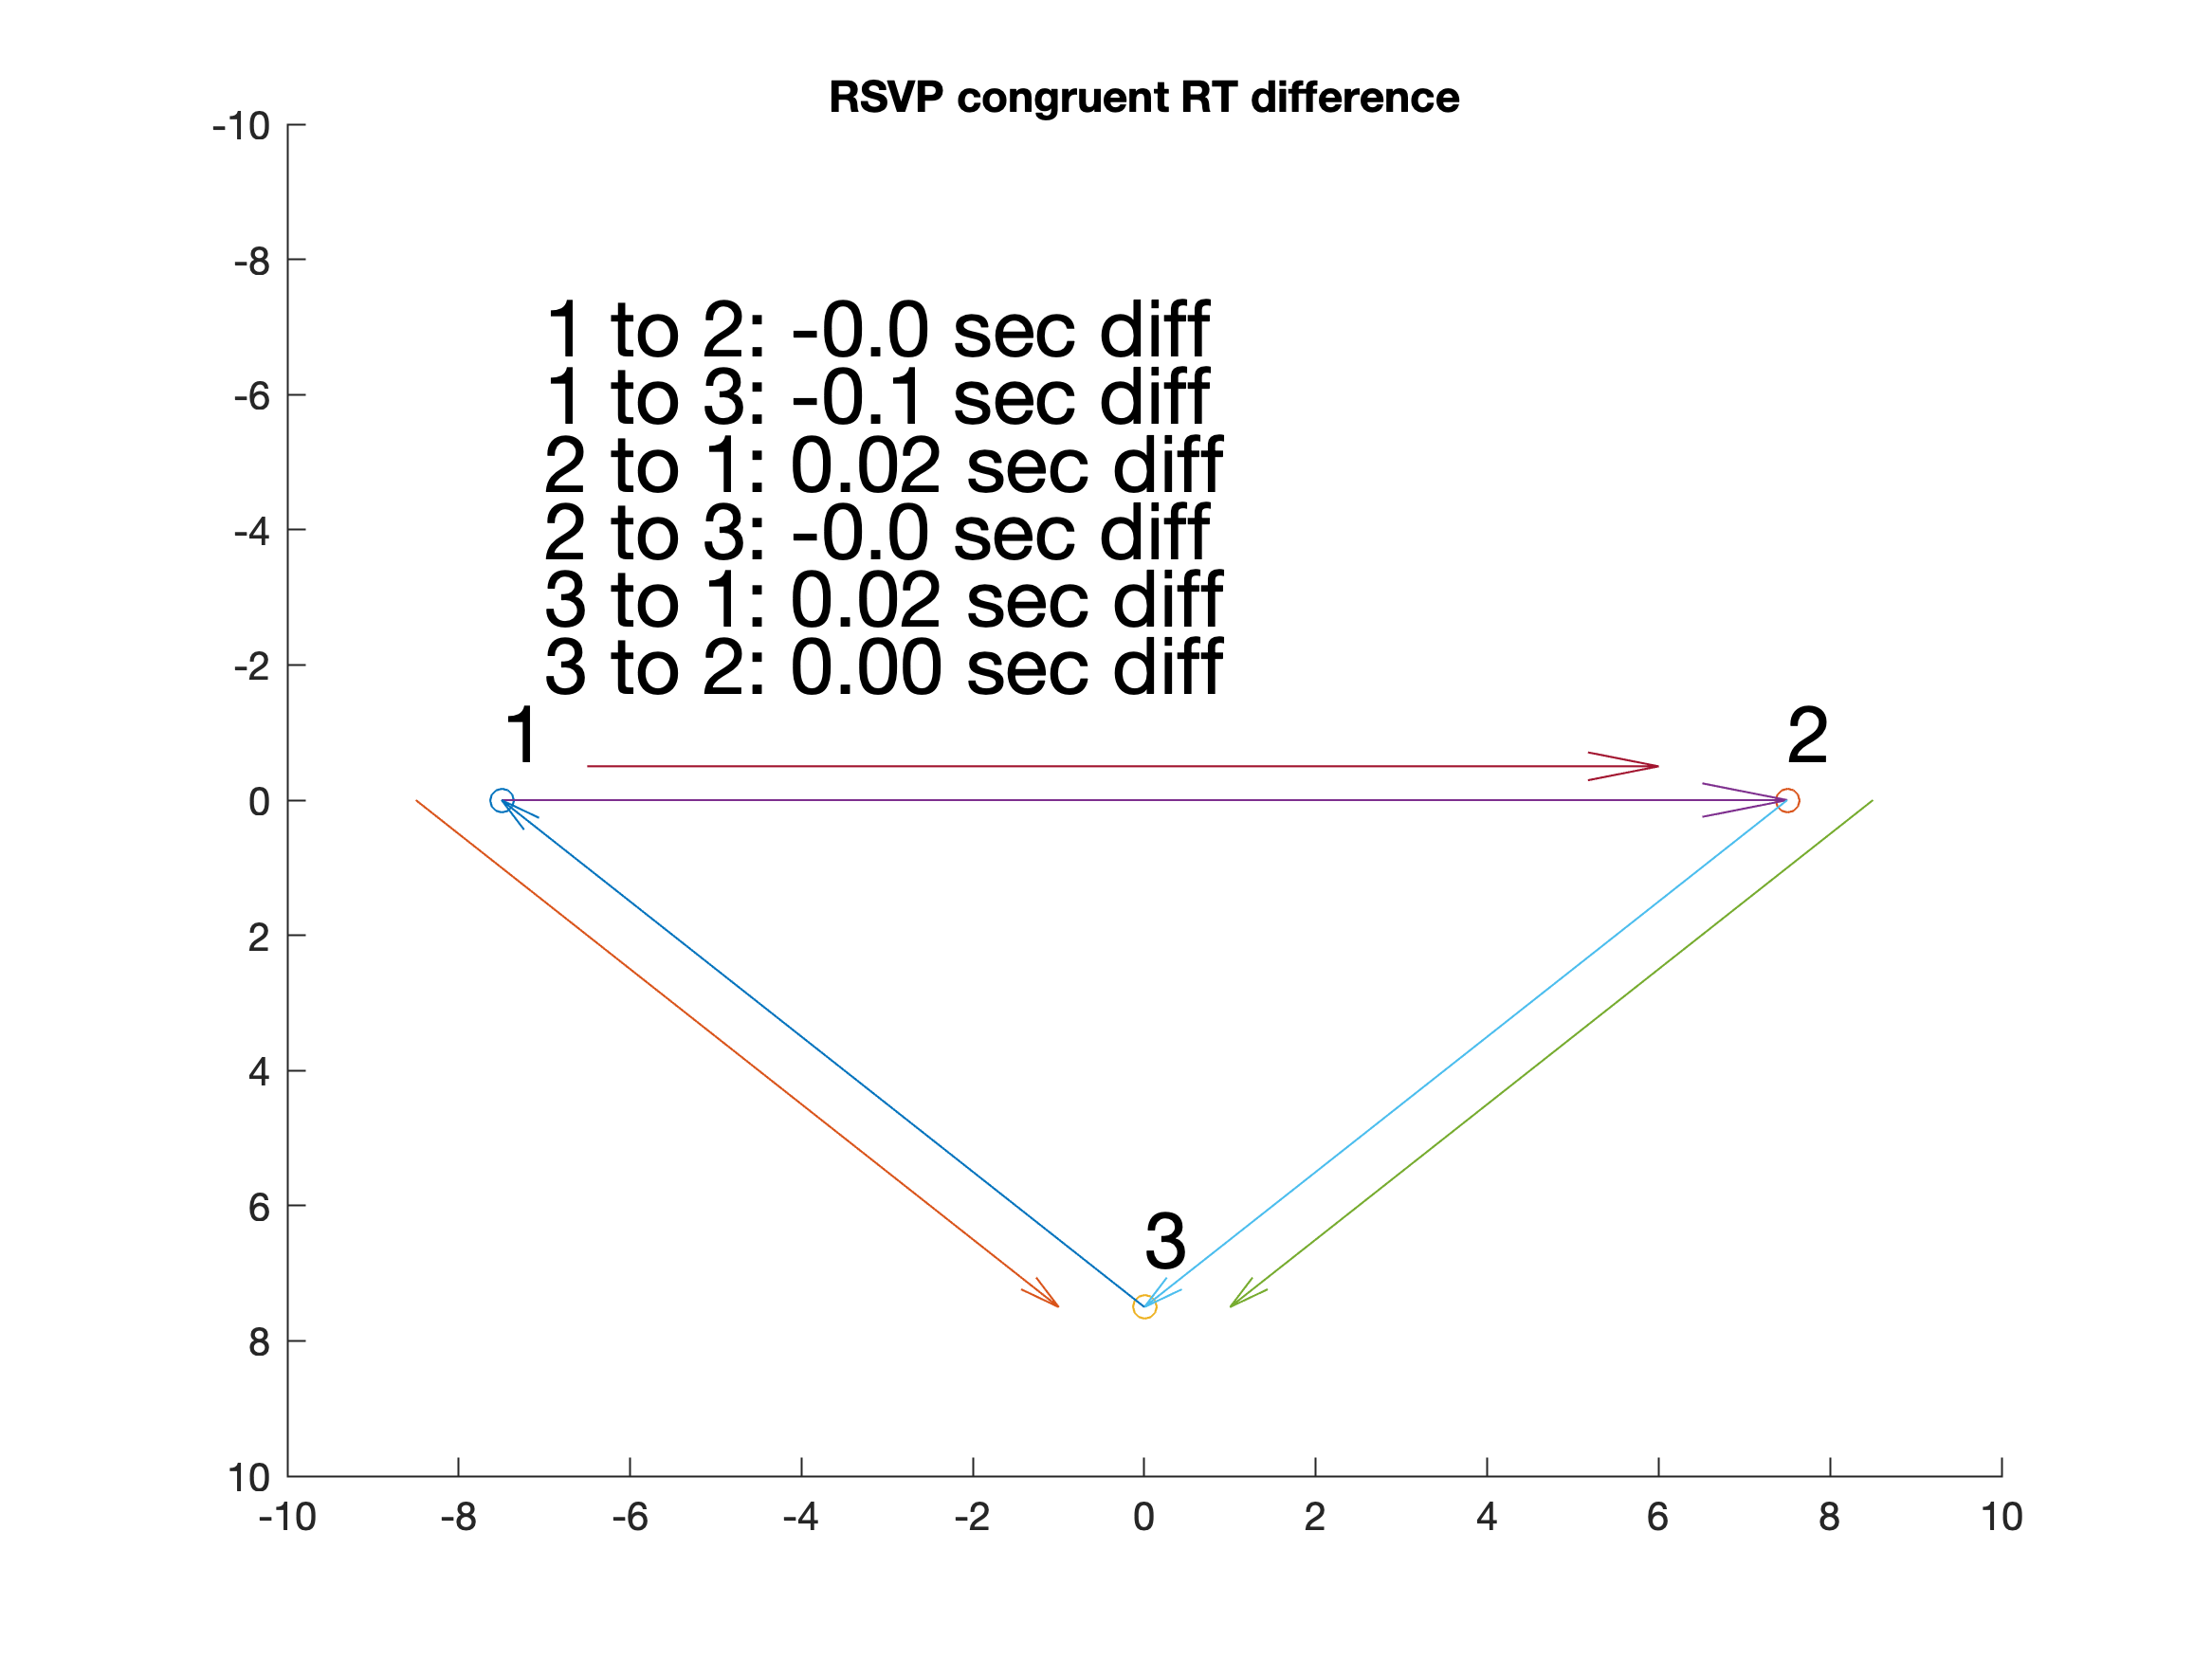 RSVP congruent RT difference
-10
-8
-6
-4
-2
0
2
4
6
8
10
1 to 2: -0.0 sec diff
1 to 3: -0.1 sec diff
2 to 1: 0.02 sec diff
2 to 3: -0.0 sec diff
3 to 1: 0.02 sec diff
3 to 2: 0.00 sec diff
1
2
3
-10 -8 -6 -4 -2 0 2 4 6 8 10